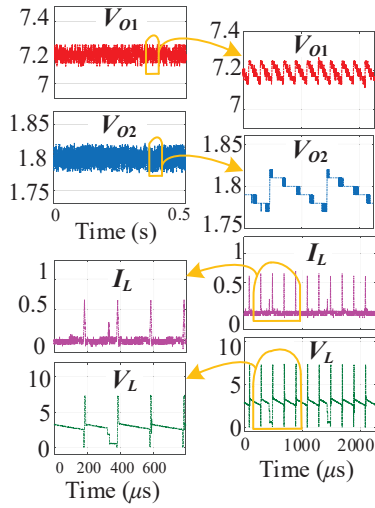 7.4
7.2
7
V_O1
1.85
1.8
1.75
V_O2
0
0.5
Time (s)
1
0.5
0
I_L
10
5
0
V_L
0 200 400 600
Time (μs)
7.4
7.2
7
V_O1
1.85
1.8
1.75
V_O2
1
0.5
0
I_L
10
5
0
V_L
0 1000 2000
Time (μs)